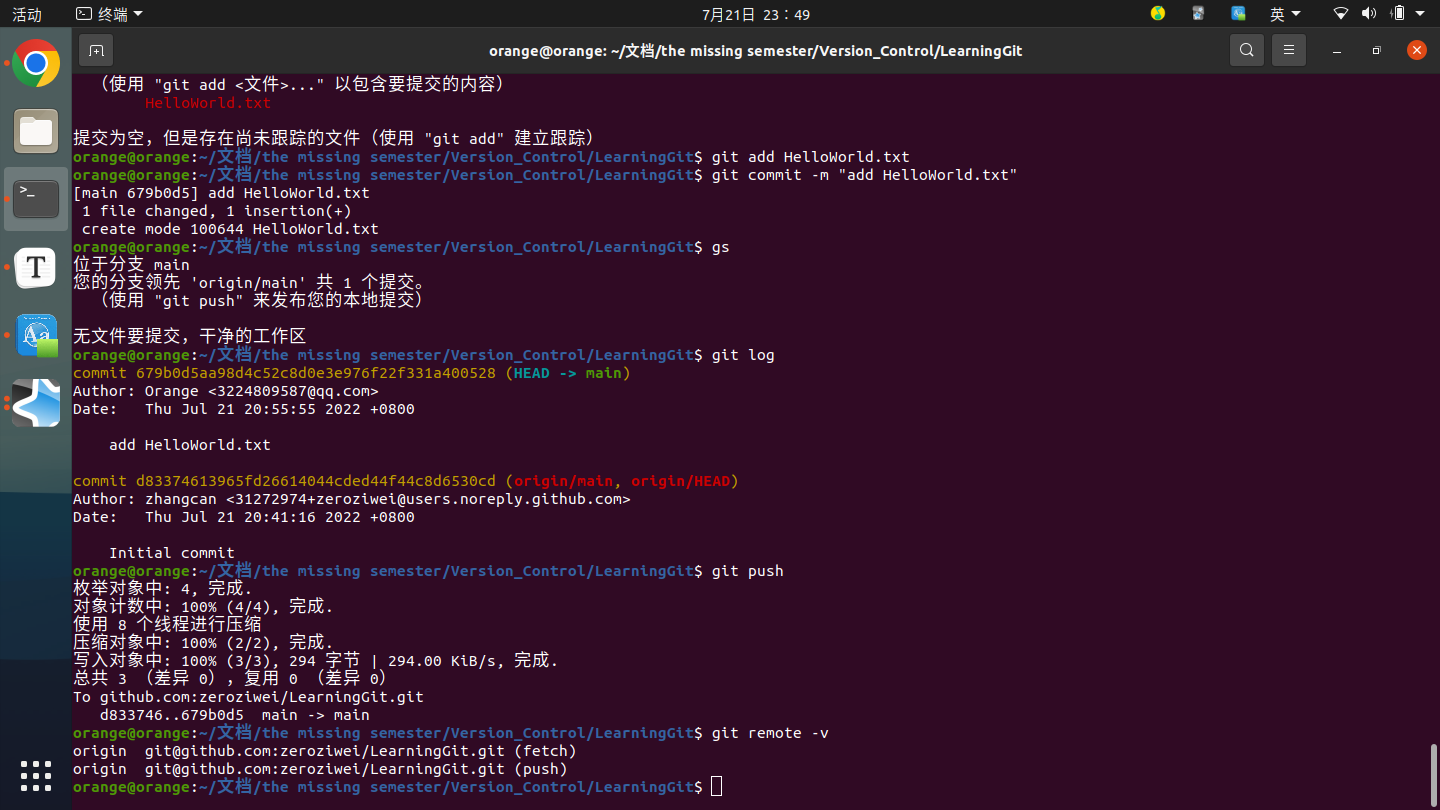 活动 终端 7月21日 23：49 英
orange@orange: ~/文档/the missing semester/Version_Control/LearningGit
（使用 "git add <文件>..." 以包含要提交的内容）
HelloWorld.txt
提交为空，但是存在尚未跟踪的文件（使用 "git add" 建立跟踪）
orange@orange:~/文档/the missing semester/Version_Control/LearningGit$ git add HelloWorld.txt
orange@orange:~/文档/the missing semester/Version_Control/LearningGit$ git commit -m "add HelloWorld.txt"
[main 679b0d5] add HelloWorld.txt
1 file changed, 1 insertion(+)
create mode 100644 HelloWorld.txt
orange@orange:~/文档/the missing semester/Version_Control/LearningGit$ gs
位于分支 main
您的分支领先 'origin/main' 共 1 个提交。
（使用 "git push" 来发布您的本地提交）
无文件要提交，干净的工作区
orange@orange:~/文档/the missing semester/Version_Control/LearningGit$ git log
commit 679b0d5aa98d4c52c8d0e3e976f22f331a400528 (HEAD -> main)
Author: Orange <3224809587@qq.com>
Date:   Thu Jul 21 20:55:55 2022 +0800
add HelloWorld.txt
commit d83374613965fd26614044cded44f44c8d6530cd (origin/main, origin/HEAD)
Author: zhangcan <31272974+zeroziwei@users.noreply.github.com>
Date:   Thu Jul 21 20:41:16 2022 +0800
Initial commit
orange@orange:~/文档/the missing semester/Version_Control/LearningGit$ git push
枚举对象中: 4, 完成.
对象计数中: 100% (4/4), 完成.
使用 8 个线程进行压缩
压缩对象中: 100% (2/2), 完成.
写入对象中: 100% (3/3), 294 字节 | 294.00 KiB/s, 完成.
总共 3 （差异 0），复用 0 （差异 0）
To github.com:zeroziwei/LearningGit.git
d833746..679b0d5  main -> main
orange@orange:~/文档/the missing semester/Version_Control/LearningGit$ git remote -v
origin  git@github.com:zeroziwei/LearningGit.git (fetch)
origin  git@github.com:zeroziwei/LearningGit.git (push)
orange@orange:~/文档/the missing semester/Version_Control/LearningGit$